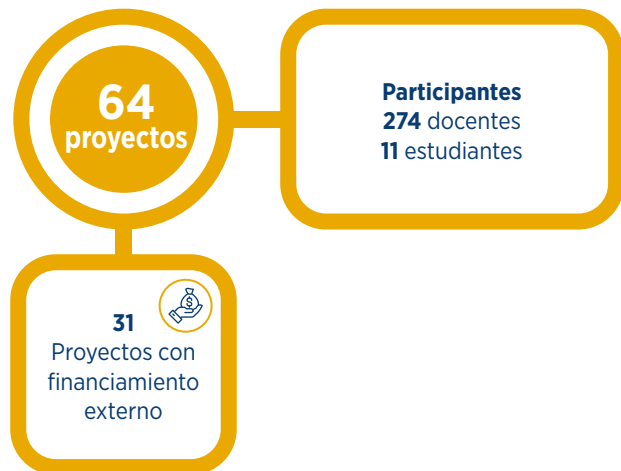 64
proyectos
Participantes
274 docentes
11 estudiantes
$
31
Proyectos con
financiamiento
externo